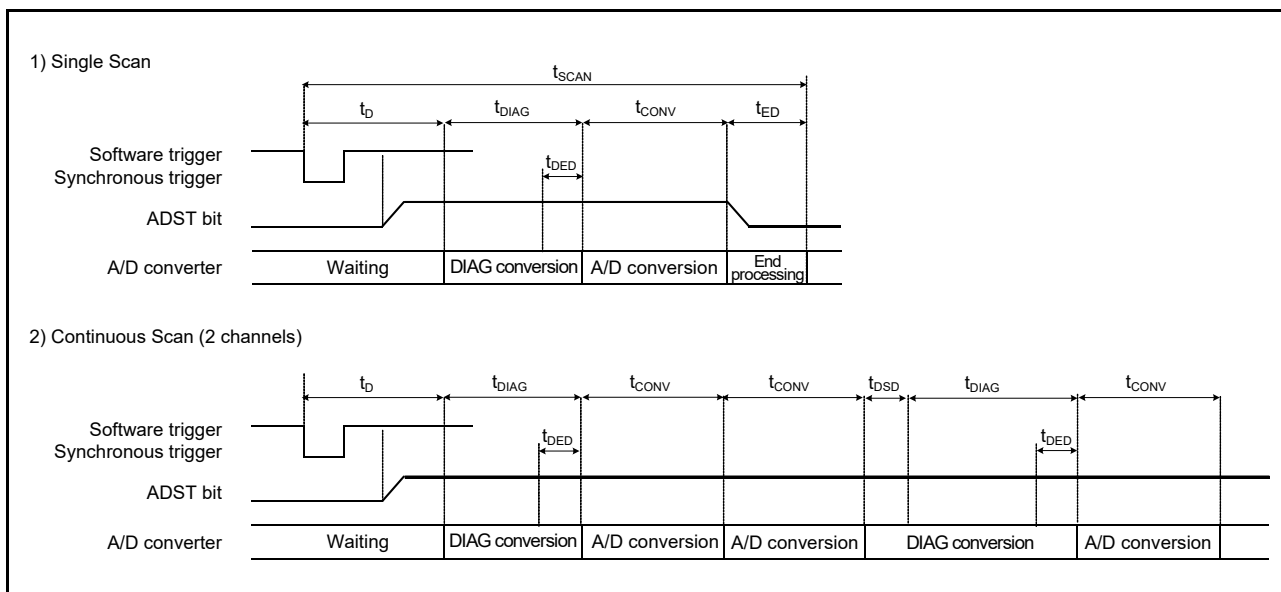 1) Single Scan
tSCAN
tD tDIAG tCONV tED
Software trigger
tDED
Synchronous trigger
ADST bit
A/D converter Waiting DIAG conversion A/D conversion End processing
2) Continuous Scan (2 channels)
tD tDIAG tCONV tCONV tDSD tDIAG tCONV
Software trigger
tDED tDED
Synchronous trigger
ADST bit
A/D converter Waiting DIAG conversion A/D conversion A/D conversion DIAG conversion A/D conversion